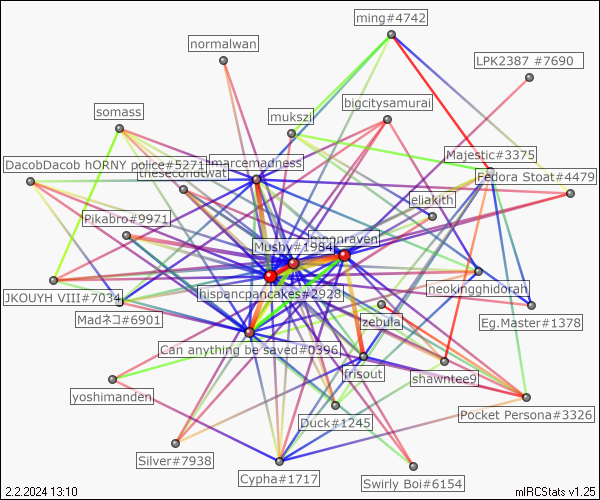 ming#4742
normalwan
LPK2387 #7690
bigcitysamurai
somass
mukszi
Majestic#3375
DacobDacob hORNY police#5271
marcemadness
thesecondtwat
Fedora Stoat#4479
eliakith
Pikabro#9971
moonraven
Mushy#1984
JKOUYH VIII#7034
hispancpancakes#2928
neokingghidorah
Madネコ#6901
zebula
Eg.Master#1378
Can anything be saved#0396
frisout
shawntee9
yoshimanden
Duck#1245
Pocket Persona#3326
Silver#7938
Cypha#1717
Swirly Boi#6154
2.2.2024 13:10
mIRCStats v1.25